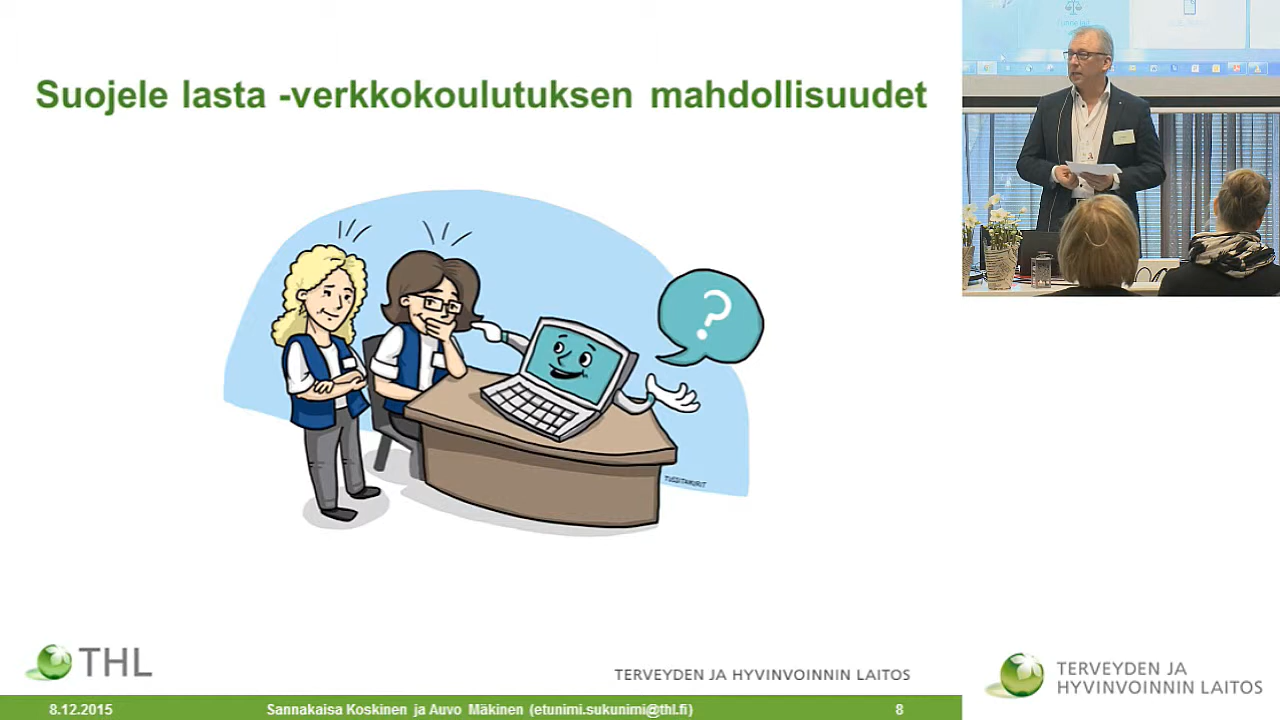 Suojele lasta -verkkokoulutuksen mahdollisuudet
?
THL
TERVEYDEN JA HYVINVOINNIN LAITOS
TERVEYDEN JA
HYVINVOINNIN LAITOS
8.12.2015
Sannakaisa Koskinen ja Auvo Mäkinen (etunimi.sukunimi@thl.fi)
8